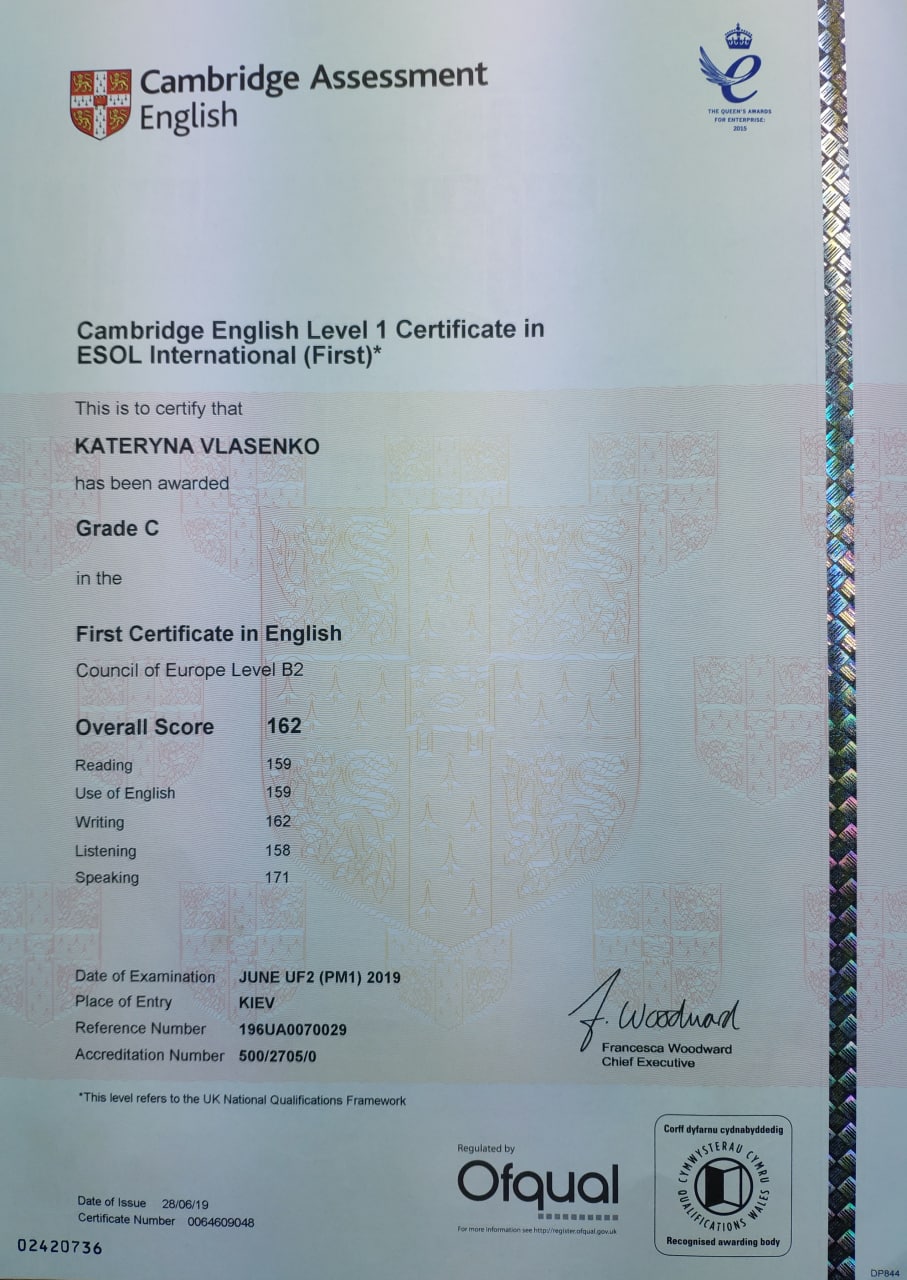 Cambridge Assessment
English
THE QUEEN'S AWARDS
FOR ENTERPRISE:
2015
Cambridge English Level 1 Certificate in
ESOL International (First)*
This is to certify that
KATERYNA VLASENKO
has been awarded
Grade C
in the
First Certificate in English
Council of Europe Level B2
Overall Score 162
Reading 159
Use of English 159
Writing 162
Listening 158
Speaking 171
Date of Examination JUNE UF2 (PM1) 2019
Place of Entry KIEV
Reference Number 196UA0070029
Accreditation Number 500/2705/0
F. Woodward
Francesca Woodward
Chief Executive
*This level refers to the UK National Qualifications Framework
Regulated by
Ofqual
For more information see http://register.ofqual.gov.uk
Corff dyfarnu cydnabyddedig
CYMWYSTERAU CYMRU
QUALIFICATIONS WALES
Recognised awarding body
Date of Issue 28/06/19
Certificate Number 0064609048
02420736
DP844